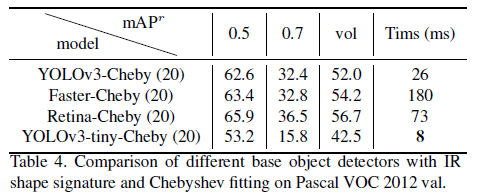 mAPʳ
model
0.5 0.7 vol Tims (ms)
YOLOv3-Cheby (20) 62.6 32.4 52.0 26
Faster-Cheby (20) 63.4 32.8 54.2 180
Retina-Cheby (20) 65.9 36.5 56.7 73
YOLOv3-tiny-Cheby (20) 53.2 15.8 42.5 8
Table 4. Comparison of different base object detectors with IR
shape signature and Chebyshev fitting on Pascal VOC 2012 val.